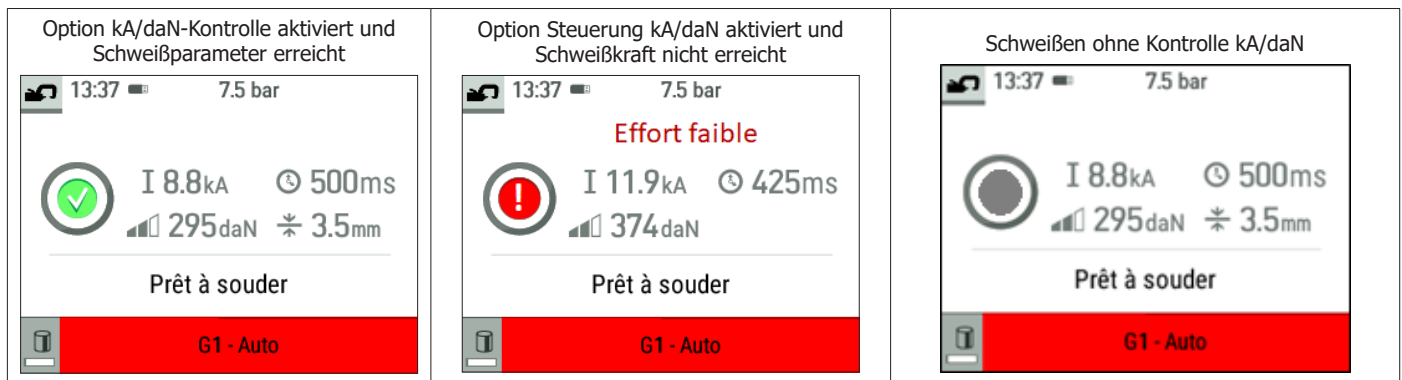 Option kA/daN-Kontrolle aktiviert und
Schweißparameter erreicht
13:37 7.5 bar
I 8.8kA 500ms
295daN 3.5mm
Prêt à souder
G1 - Auto
Option Steuerung kA/daN aktiviert und
Schweißkraft nicht erreicht
13:37 7.5 bar
Effort faible
I 11.9kA 425ms
374daN
Prêt à souder
G1 - Auto
Schweißen ohne Kontrolle kA/daN
13:37 7.5 bar
I 8.8kA 500ms
295daN 3.5mm
Prêt à souder
G1 - Auto